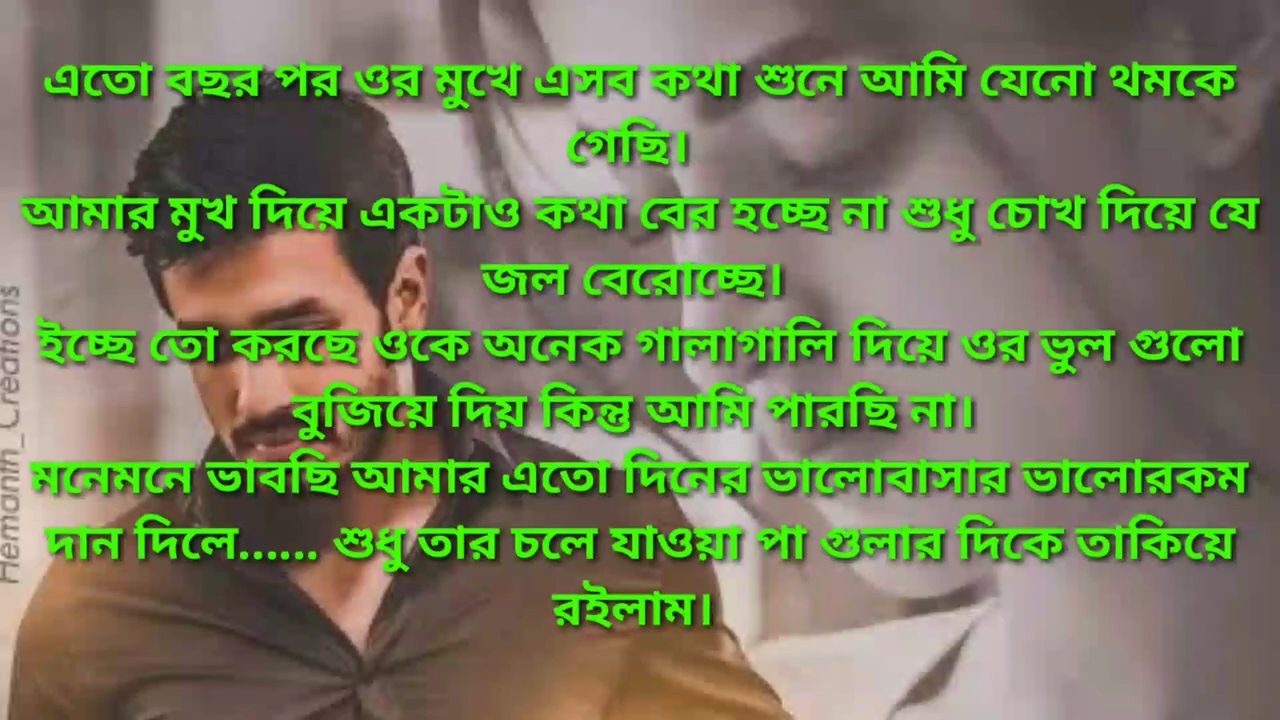 এতো বছর পর ওর মুখে এসব কথা শুনে আমি যেনো থমকে
গেছি।
আমার মুখ দিয়ে একটাও কথা বের হচ্ছে না শুধু চোখ দিয়ে যে
জল বেরোচ্ছে।
ইচ্ছে তো করছে ওকে অনেক গালাগালি দিয়ে ওর ভুল গুলো
বুজিয়ে দিয় কিন্তু আমি পারছি না।
মনেমনে ভাবছি আমার এতো দিনের ভালোবাসার ভালোরকম
দান দিলে...... শুধু তার চলে যাওয়া পা গুলার দিকে তাকিয়ে
রইলাম।
Hemanth_Creations